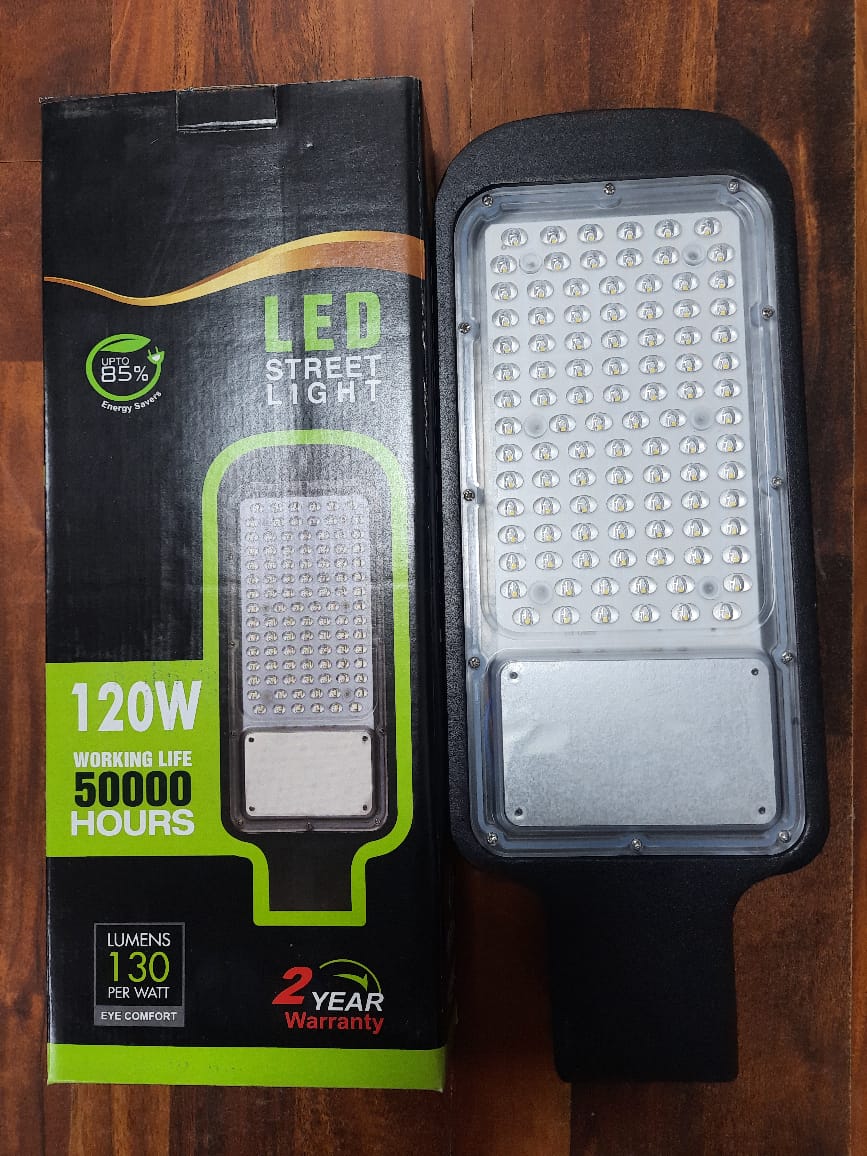 LED
STREET
LIGHT
UPTO
85%
Energy Savers
120W
WORKING LIFE
50000
HOURS
LUMENS
130
PER WATT
EYE COMFORT
2 YEAR
Warranty